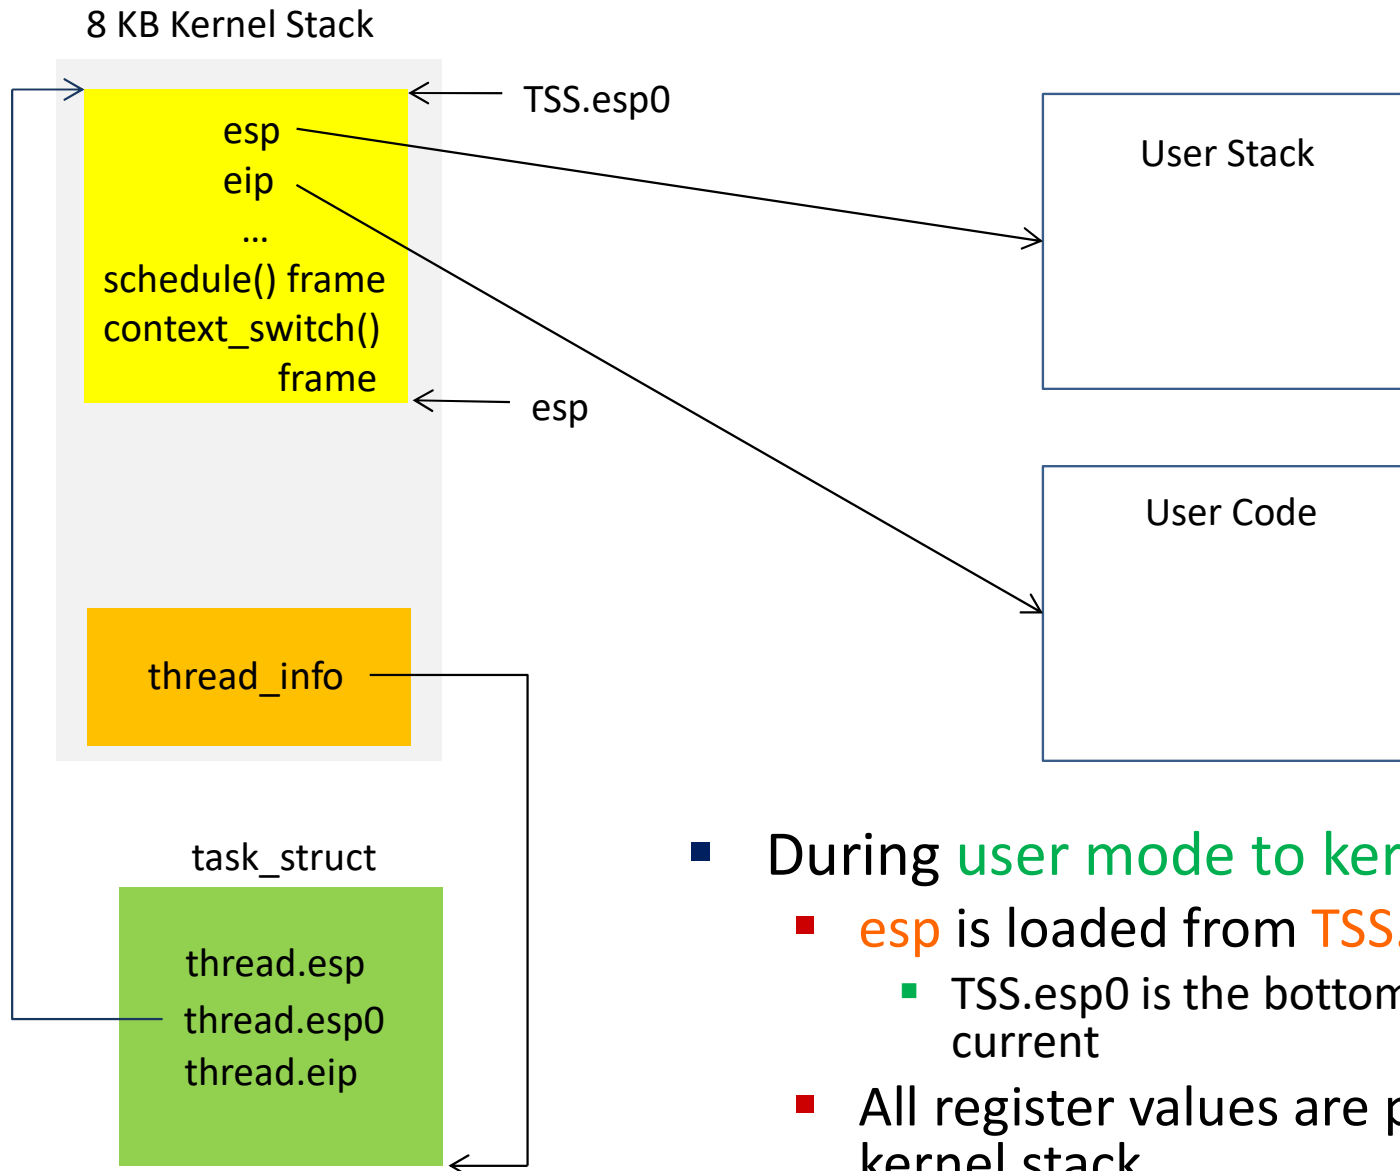 8 KB Kernel Stack
TSS.esp0
esp
eip
...
schedule() frame
context_switch()
frame
esp
User Stack
User Code
thread_info
task_struct
thread.esp
thread.esp0
thread.eip
During user mode to
esp is loaded from TSS.
TSS.esp0 is the
current
All register values are
kernel stack